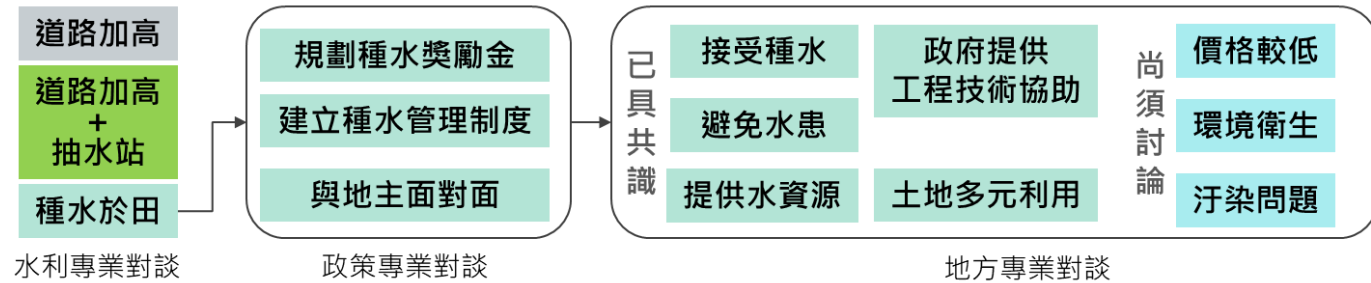 道路加高
道路加高
+
抽水站
種水於田
水利專業對談
規劃種水獎勵金
建立種水管理制度
與地主面對面
政策專業對談
已具共識
接受種水
避免水患
提供水資源
政府提供
工程技術協助
土地多元利用
尚須討論
價格較低
環境衛生
汙染問題
地方專業對談